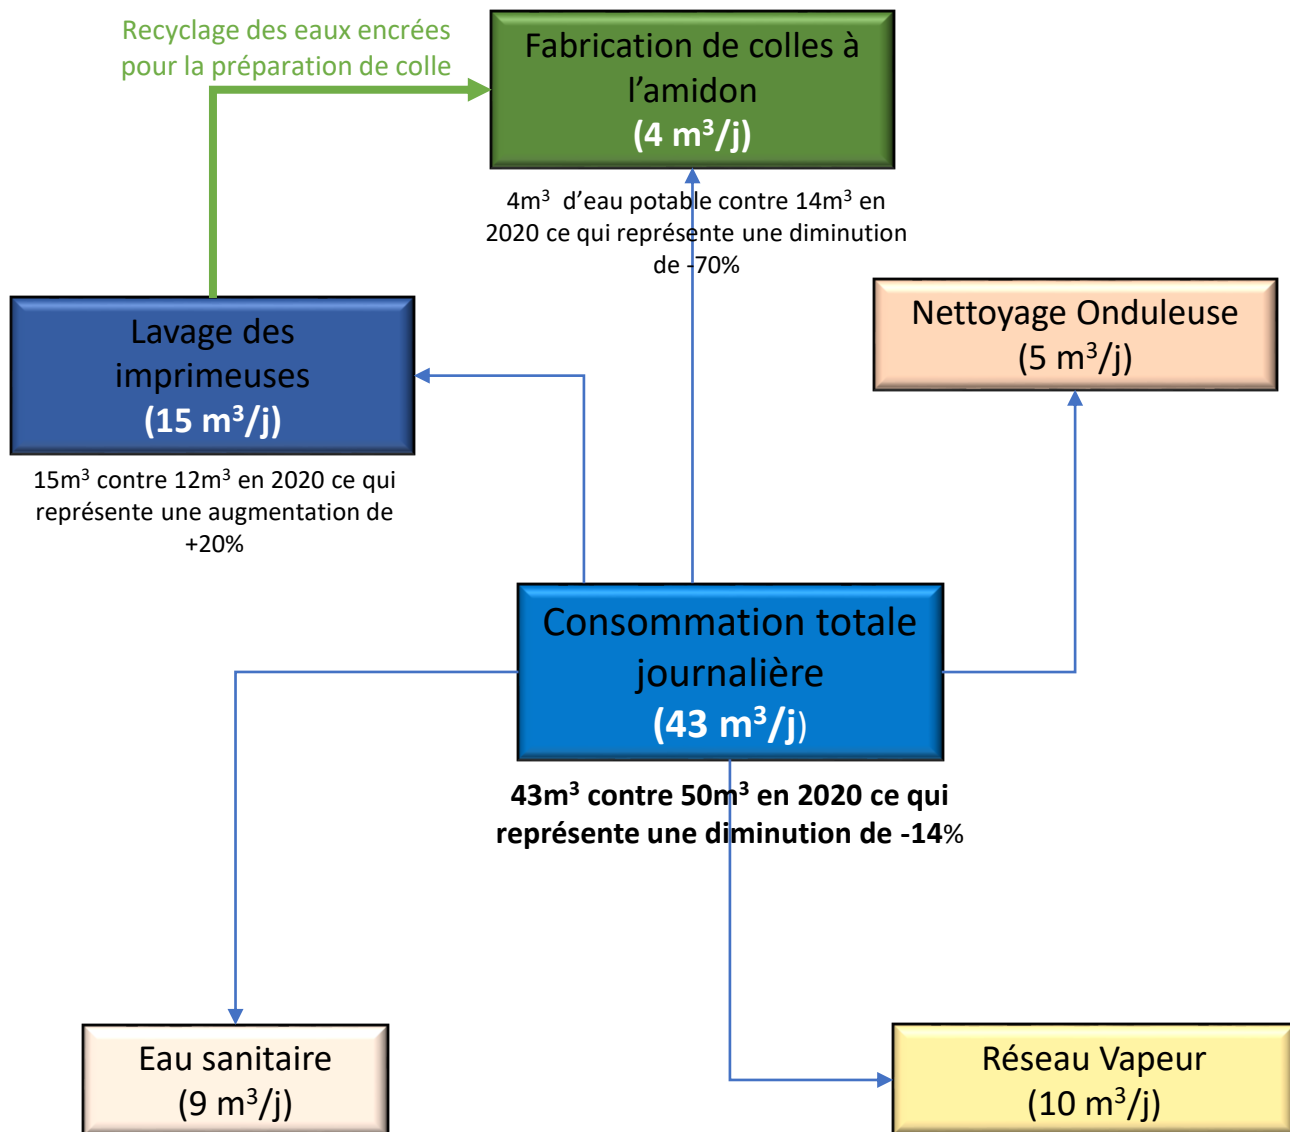 Recyclage des eaux encrées
pour la préparation de colle
Fabrication de colles à
l’amidon
(4 m³/j)
4m³  d’eau potable contre 14m³ en
2020 ce qui représente une diminution
de -70%
Nettoyage Onduleuse
(5 m³/j)
Lavage des
imprimeuses
(15 m³/j)
15m³ contre 12m³ en 2020 ce qui
représente une augmentation de
+20%
Consommation totale
journalière
(43 m³/j)
43m³ contre 50m³ en 2020 ce qui
représente une diminution de -14%
Eau sanitaire
(9 m³/j)
Réseau Vapeur
(10 m³/j)